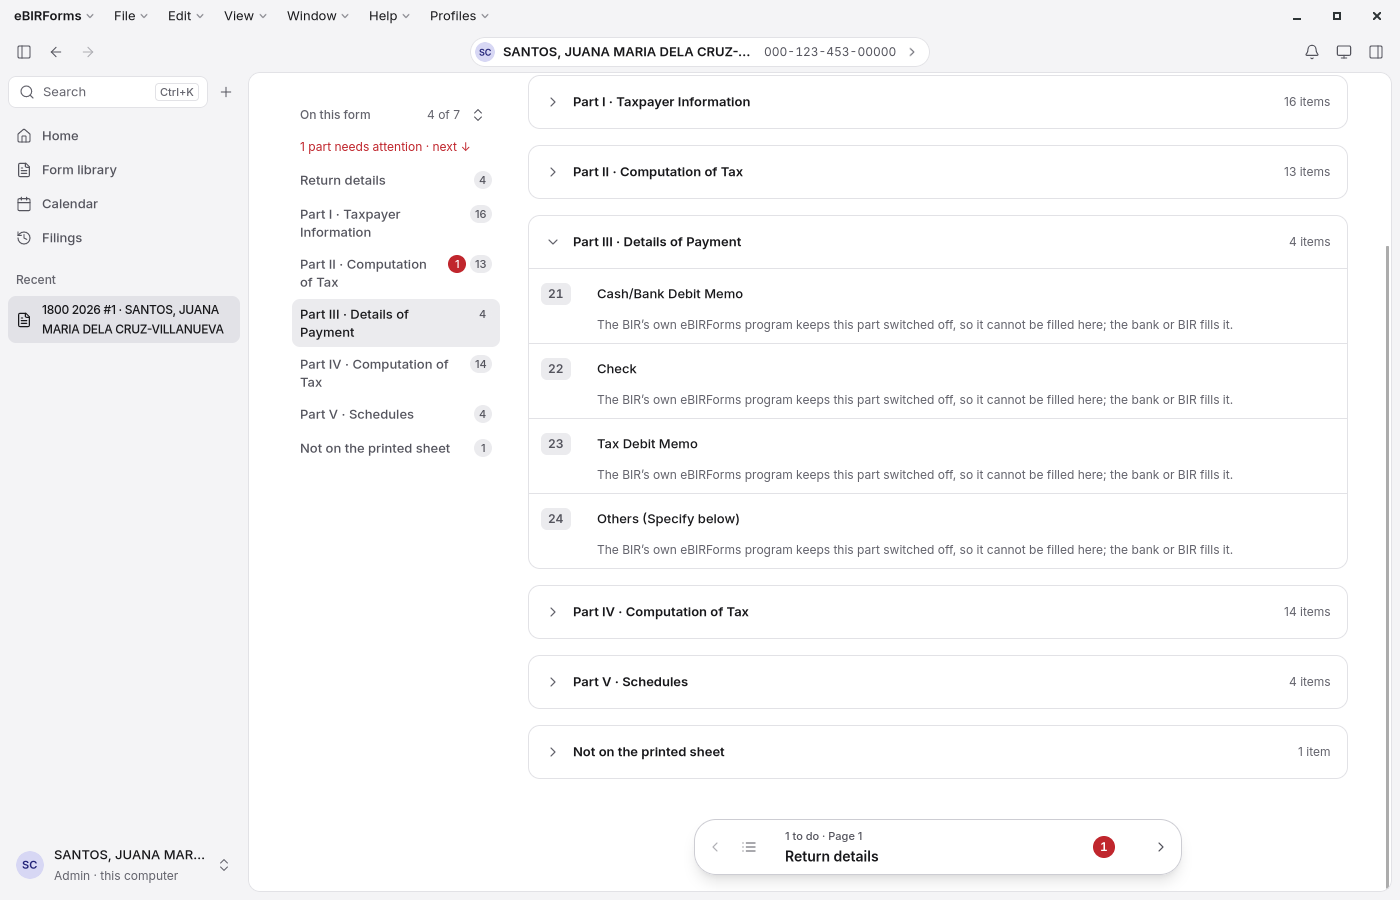 eBIRForms File Edit View Window Help Profiles
SC SANTOS, JUANA MARIA DELA CRUZ-... 000-123-453-00000
Search Ctrl+K
Home
Form library
Calendar
Filings
Recent
1800 2026 #1 · SANTOS, JUANA
MARIA DELA CRUZ-VILLANUEVA
SC SANTOS, JUANA MAR...
Admin · this computer
On this form 4 of 7
1 part needs attention · next ↓
Return details 4
Part I · Taxpayer 16
Information
Part II · Computation 1 13
of Tax
Part III · Details of 4
Payment
Part IV · Computation of 14
Tax
Part V · Schedules 4
Not on the printed sheet 1
Part I · Taxpayer Information 16 items
Part II · Computation of Tax 13 items
Part III · Details of Payment 4 items
21 Cash/Bank Debit Memo
The BIR's own eBIRForms program keeps this part switched off, so it cannot be filled here; the bank or BIR fills it.
22 Check
The BIR's own eBIRForms program keeps this part switched off, so it cannot be filled here; the bank or BIR fills it.
23 Tax Debit Memo
The BIR's own eBIRForms program keeps this part switched off, so it cannot be filled here; the bank or BIR fills it.
24 Others (Specify below)
The BIR's own eBIRForms program keeps this part switched off, so it cannot be filled here; the bank or BIR fills it.
Part IV · Computation of Tax 14 items
Part V · Schedules 4 items
Not on the printed sheet 1 item
1 to do · Page 1
Return details 1